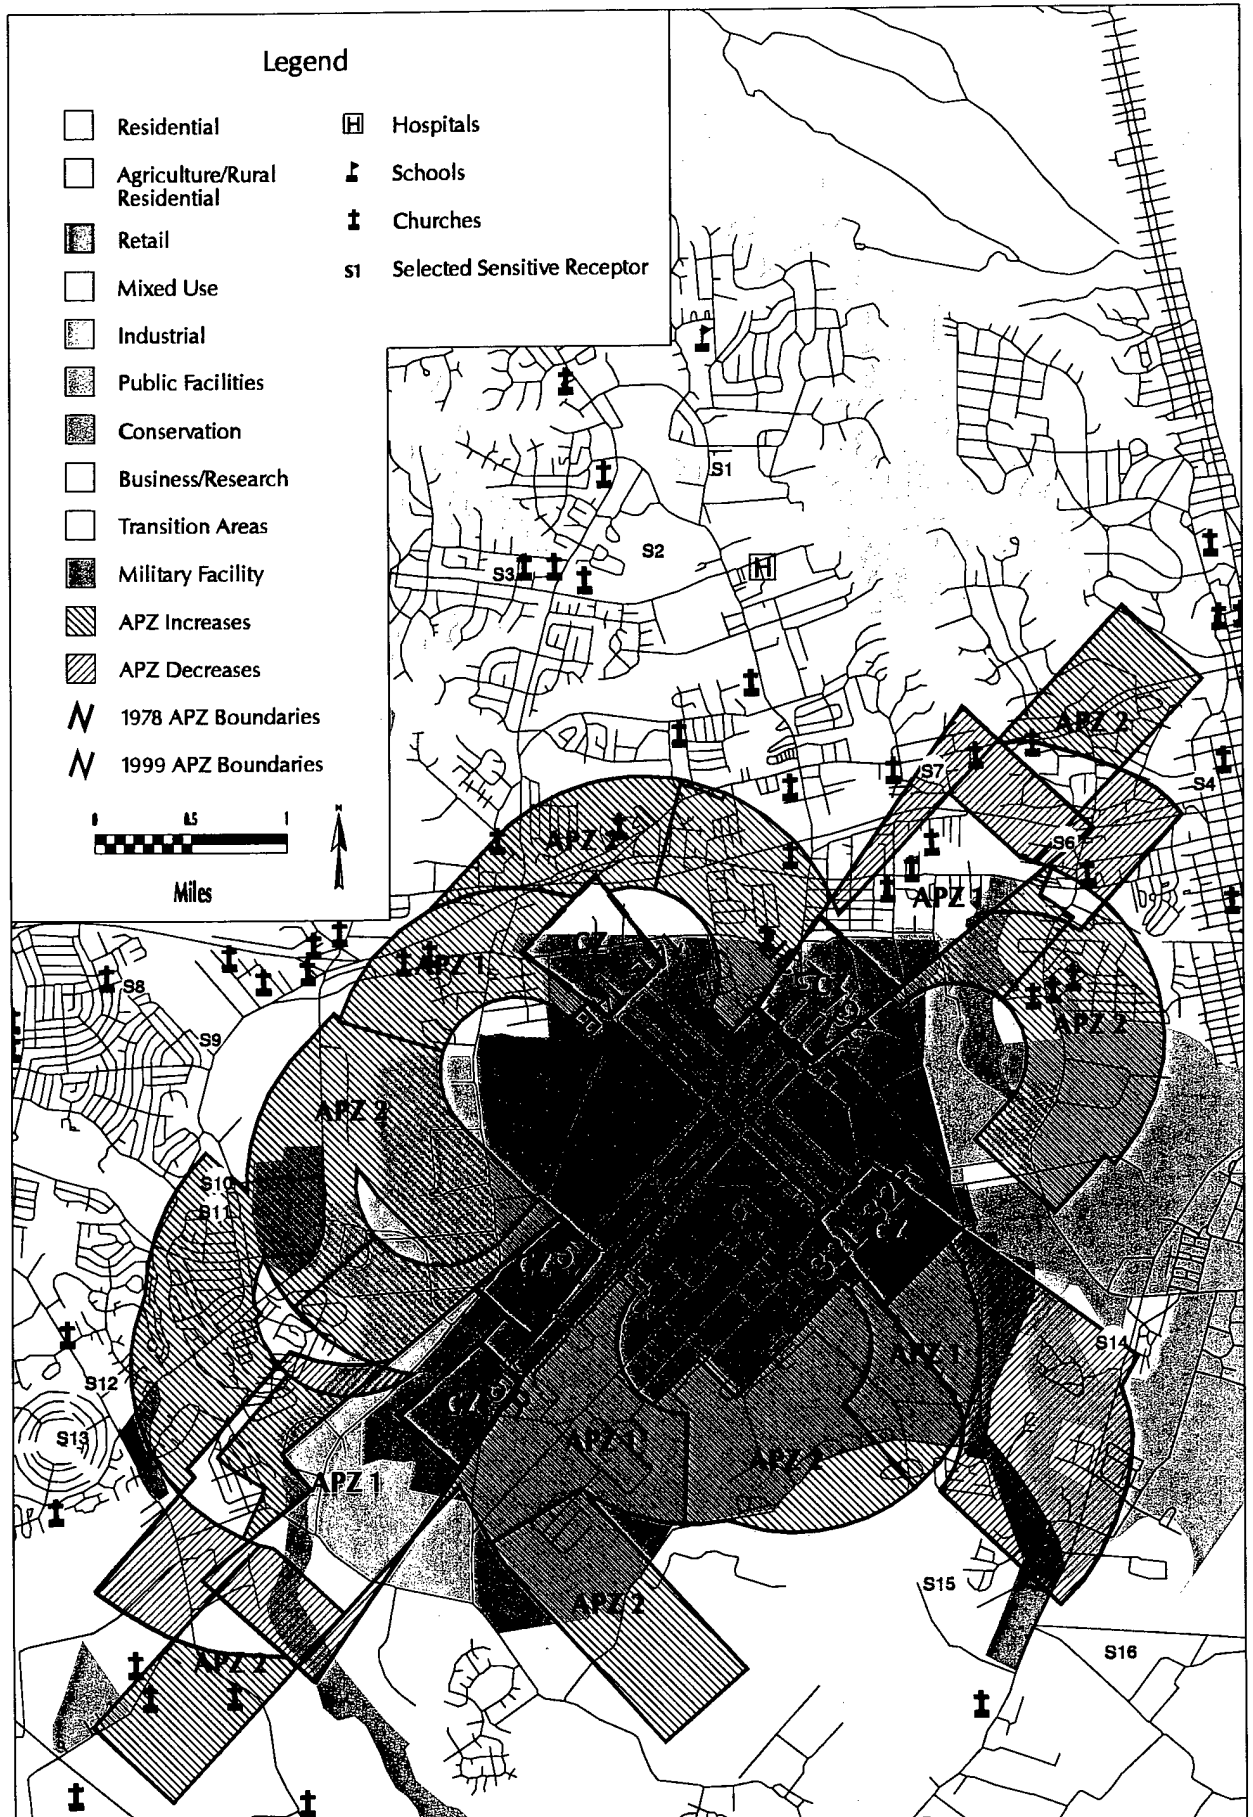 Legend
Residential
Agriculture/Rural
Residential
Retail
Mixed Use
Industrial
Public Facilities
Conservation
Business/Research
Transition Areas
Military Facility
APZ Increases
APZ Decreases
1978 APZ Boundaries
1999 APZ Boundaries
H Hospitals
Schools
Churches
S1 Selected Sensitive Receptor
0 0.5 1
Miles
N
S1
S2
H
S3
APZ 2
S7
S4
S6
APZ 2
APZ 1
CZ
APZ 1
CZ
S8
S9
APZ 2
APZ 2
S10
S11
CZ
CZ
S14
APZ 1
S12
CZ
S13
APZ 1
APZ 2
APZ 1
S15
APZ 2
S16
APZ 2